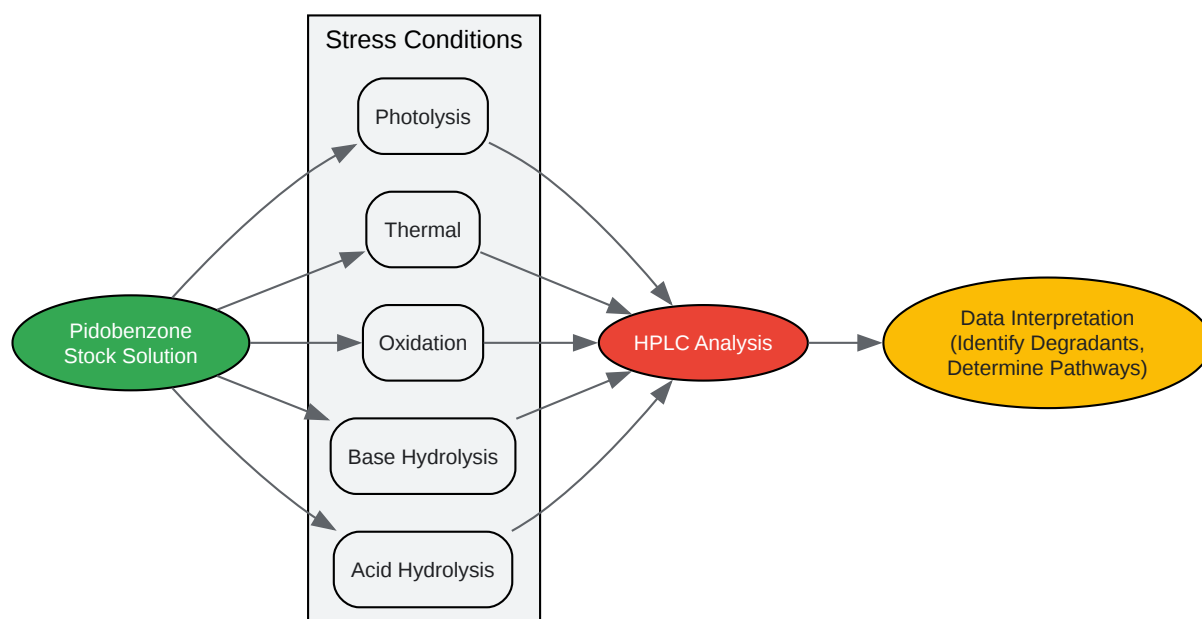 Stress Conditions
Photolysis
Thermal
Pidobenzone
Stock Solution
Oxidation
Base Hydrolysis
Acid Hydrolysis
HPLC Analysis
Data Interpretation
(Identify Degradants,
Determine Pathways)